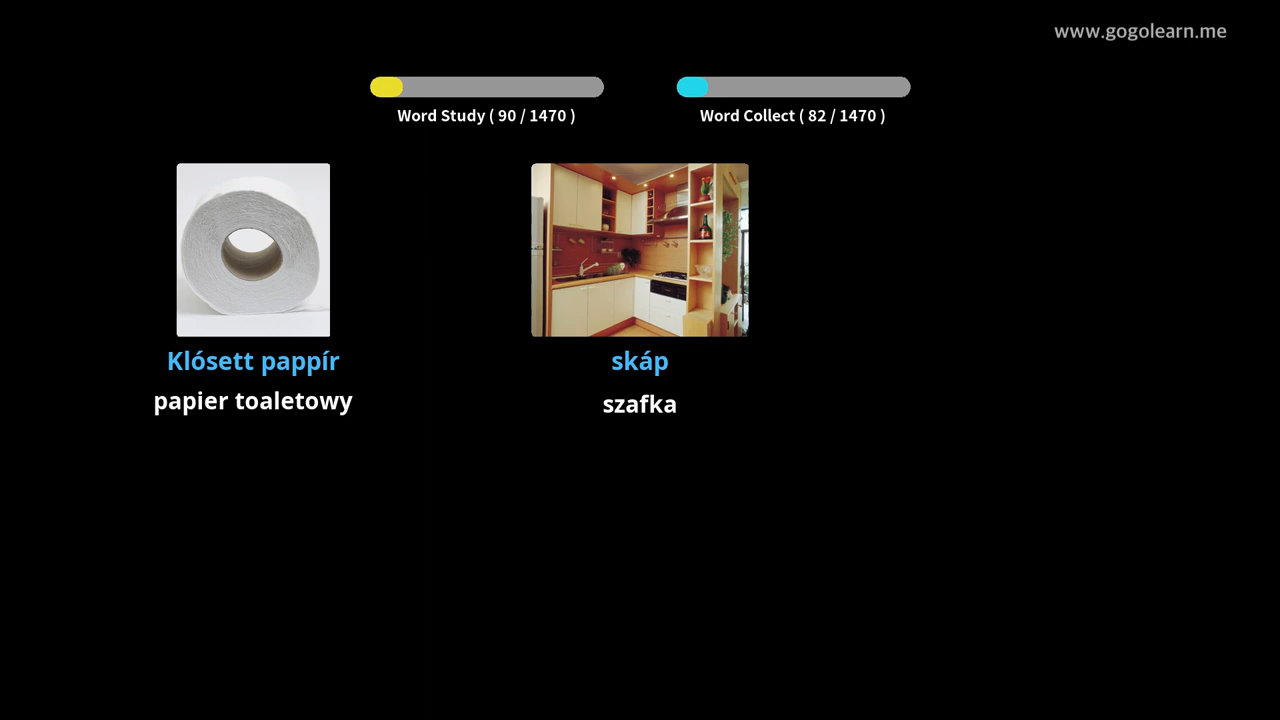 www.gogolearn.me
Word Study ( 90 / 1470 )
Word Collect ( 82 / 1470 )
Klósett pappír
skáp
papier toaletowy
szafka